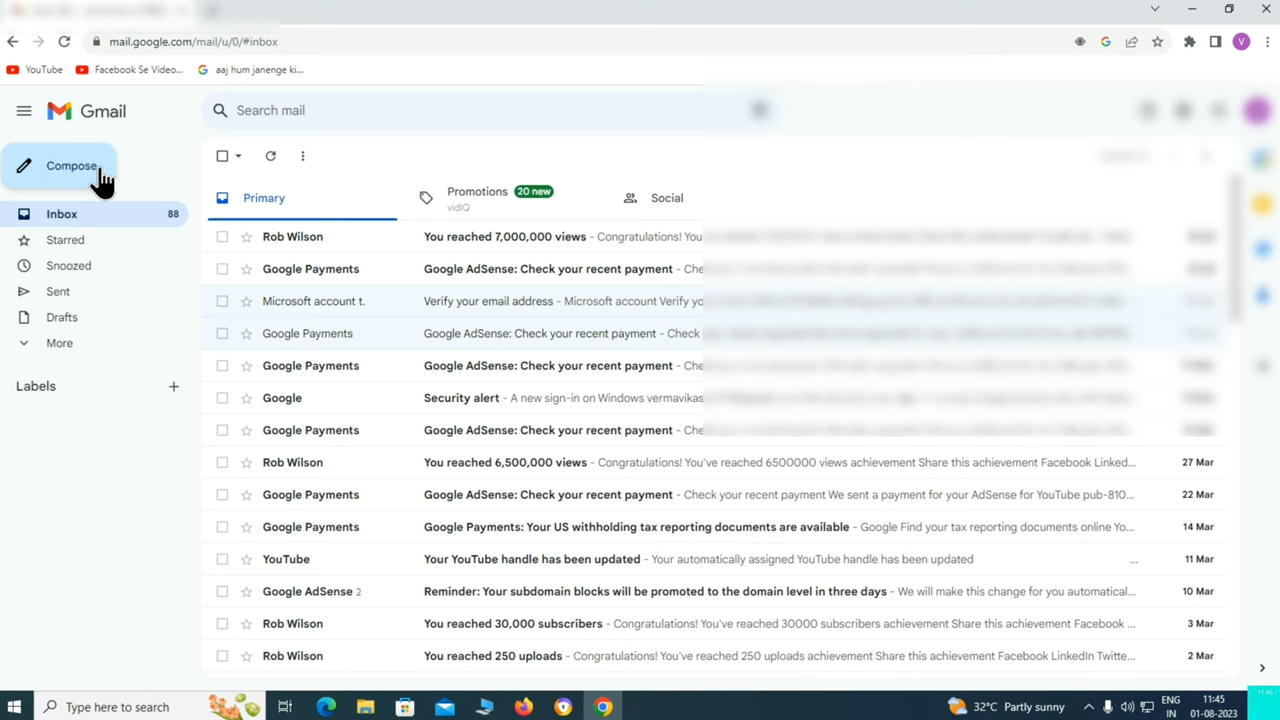 mail.google.com/mail/u/0/#inbox
V
YouTube
Facebook Se Video...
aaj hum janenge ki...
Gmail
Search mail
Compose
Primary
Promotions 20 new
vidIQ
Social
Inbox 88
Starred
Snoozed
Sent
Drafts
More
Labels
Rob Wilson You reached 7,000,000 views - Congratulations! You
Google Payments Google AdSense: Check your recent payment - Che
Microsoft account t. Verify your email address - Microsoft account Verify yo
Google Payments Google AdSense: Check your recent payment - Check
Google Payments Google AdSense: Check your recent payment - Che
Google Security alert - A new sign-in on Windows vermavikas
Google Payments Google AdSense: Check your recent payment - Che
Rob Wilson You reached 6,500,000 views - Congratulations! You've reached 6500000 views achievement Share this achievement Facebook Linked... 27 Mar
Google Payments Google AdSense: Check your recent payment - Check your recent payment We sent a payment for your AdSense for YouTube pub-810... 22 Mar
Google Payments Google Payments: Your US withholding tax reporting documents are available - Google Find your tax reporting documents online Yo... 14 Mar
YouTube Your YouTube handle has been updated - Your automatically assigned YouTube handle has been updated ... 11 Mar
Google AdSense 2 Reminder: Your subdomain blocks will be promoted to the domain level in three days - We will make this change for you automatical... 10 Mar
Rob Wilson You reached 30,000 subscribers - Congratulations! You've reached 30000 subscribers achievement Share this achievement Facebook ... 3 Mar
Rob Wilson You reached 250 uploads - Congratulations! You've reached 250 uploads achievement Share this achievement Facebook LinkedIn Twitte... 2 Mar
Type here to search
32°C Partly sunny
ENG
IN
11:45
01-08-2023
11:45